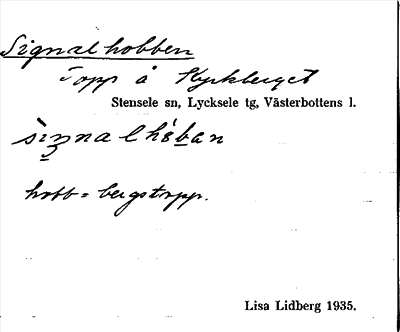 Signalhobben
Topp å Kyrkberget
Stensele sn, Lycksele tg, Västerbottens l.
hobb = bergstopp.
Lisa Lidberg 1935.